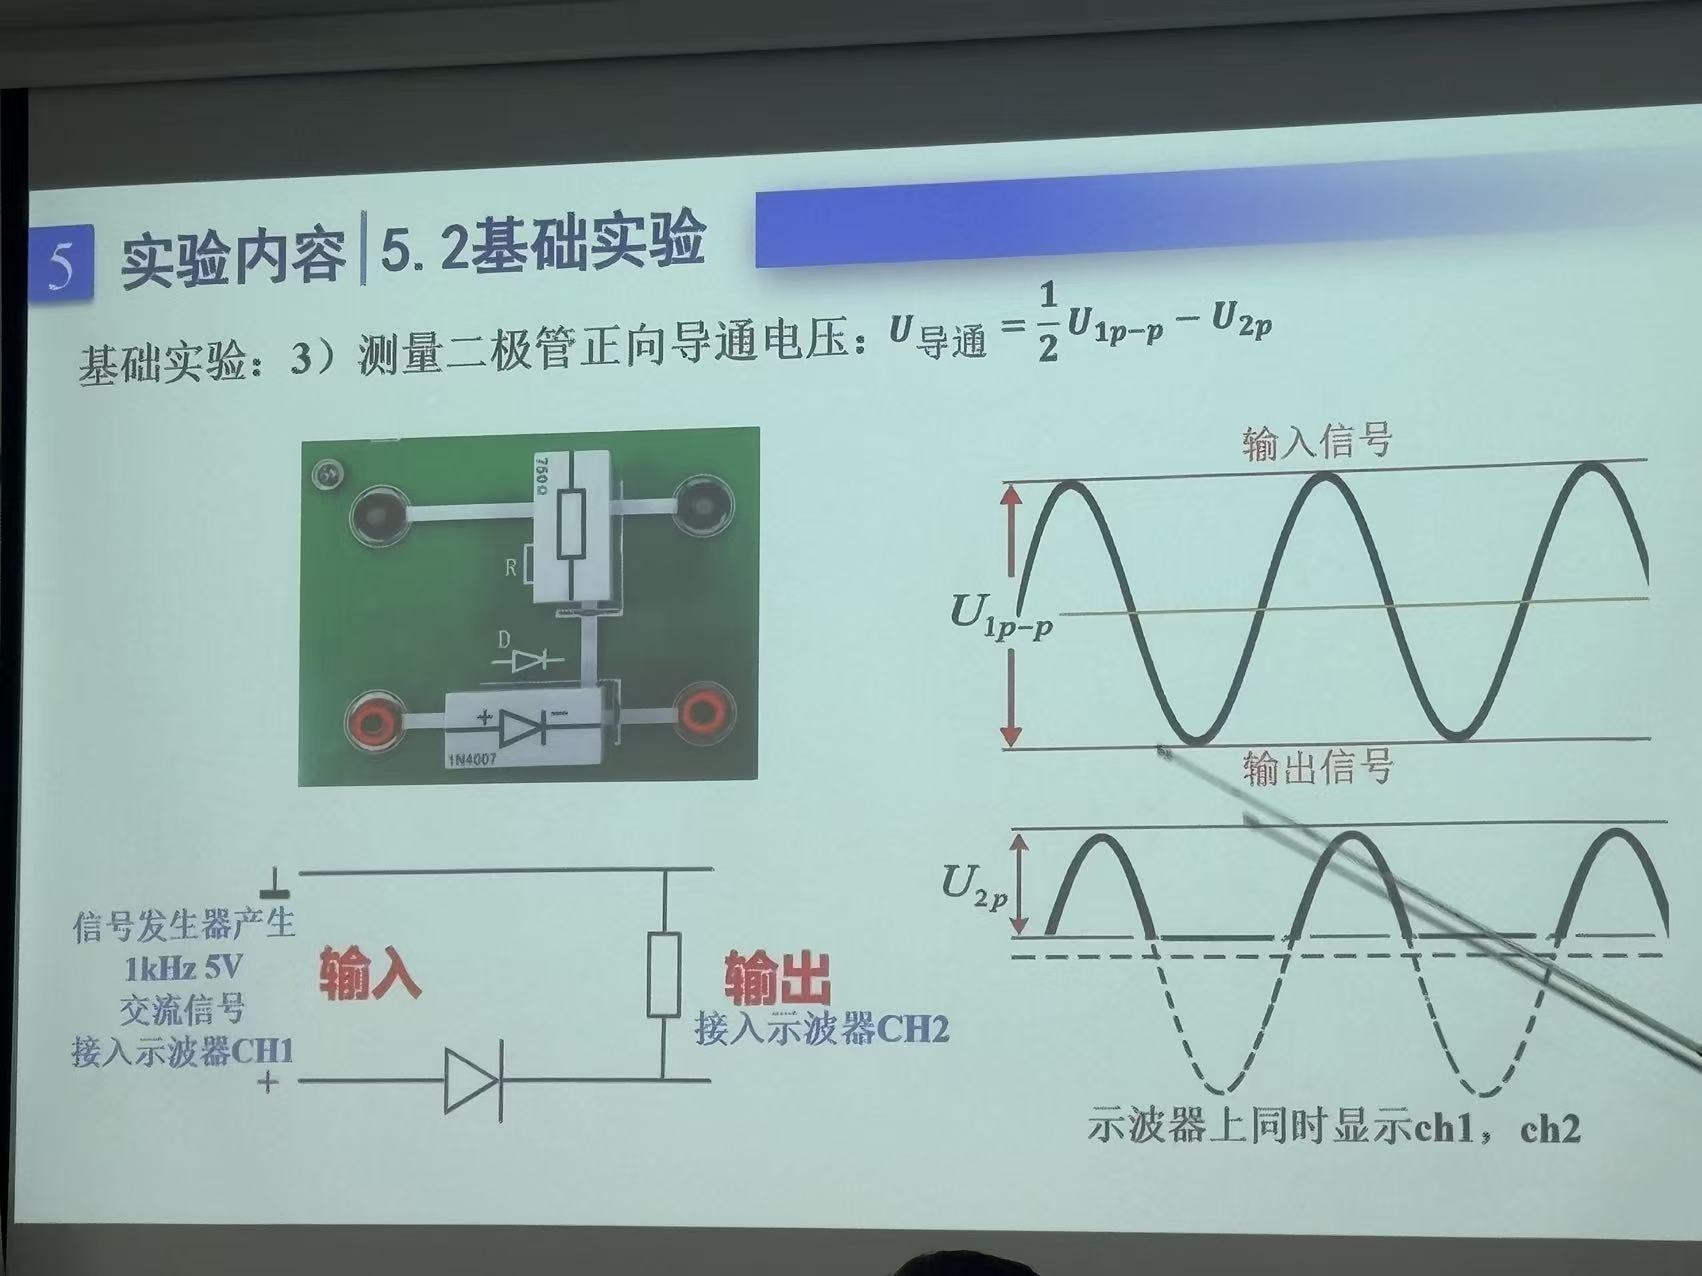 5 实验内容|5.2基础实验
基础实验：3）测量二极管正向导通电压：U导通 = 1/2 U1p-p − U2p
750Ω
R
D
+ −
1N4007
输入信号
U1p-p
输出信号
U2p
示波器上同时显示ch1，ch2
⊥
信号发生器产生
1kHz 5V
交流信号
接入示波器CH1
+
输入
输出
接入示波器CH2